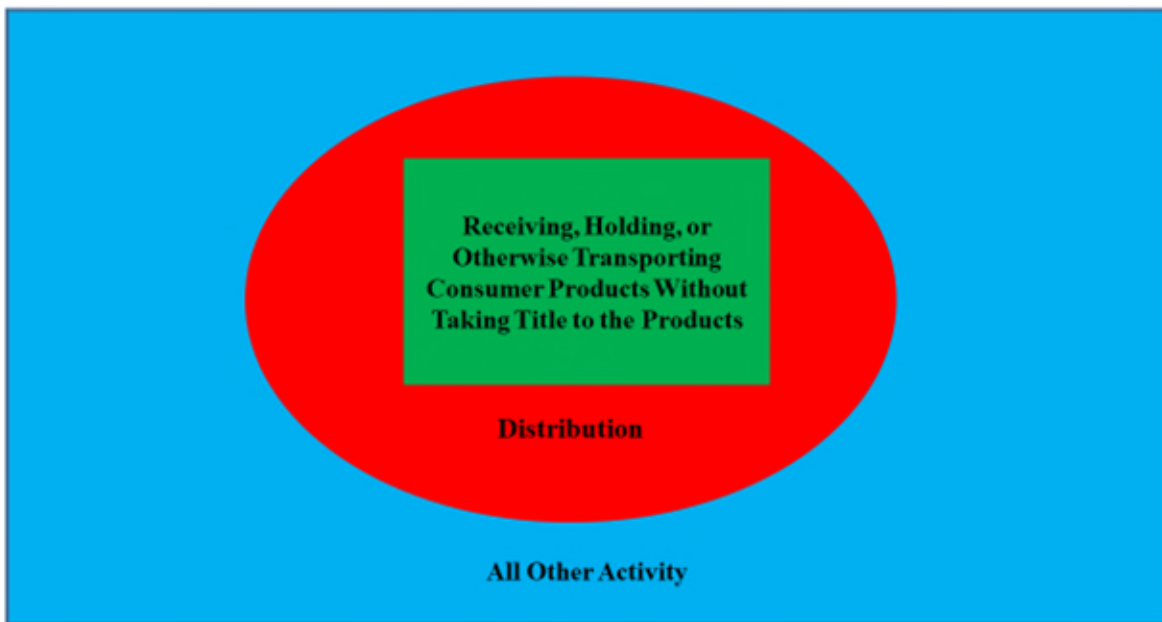 Receiving, Holding, or
Otherwise Transporting
Consumer Products Without
Taking Title to the Products
Distribution
All Other Activity